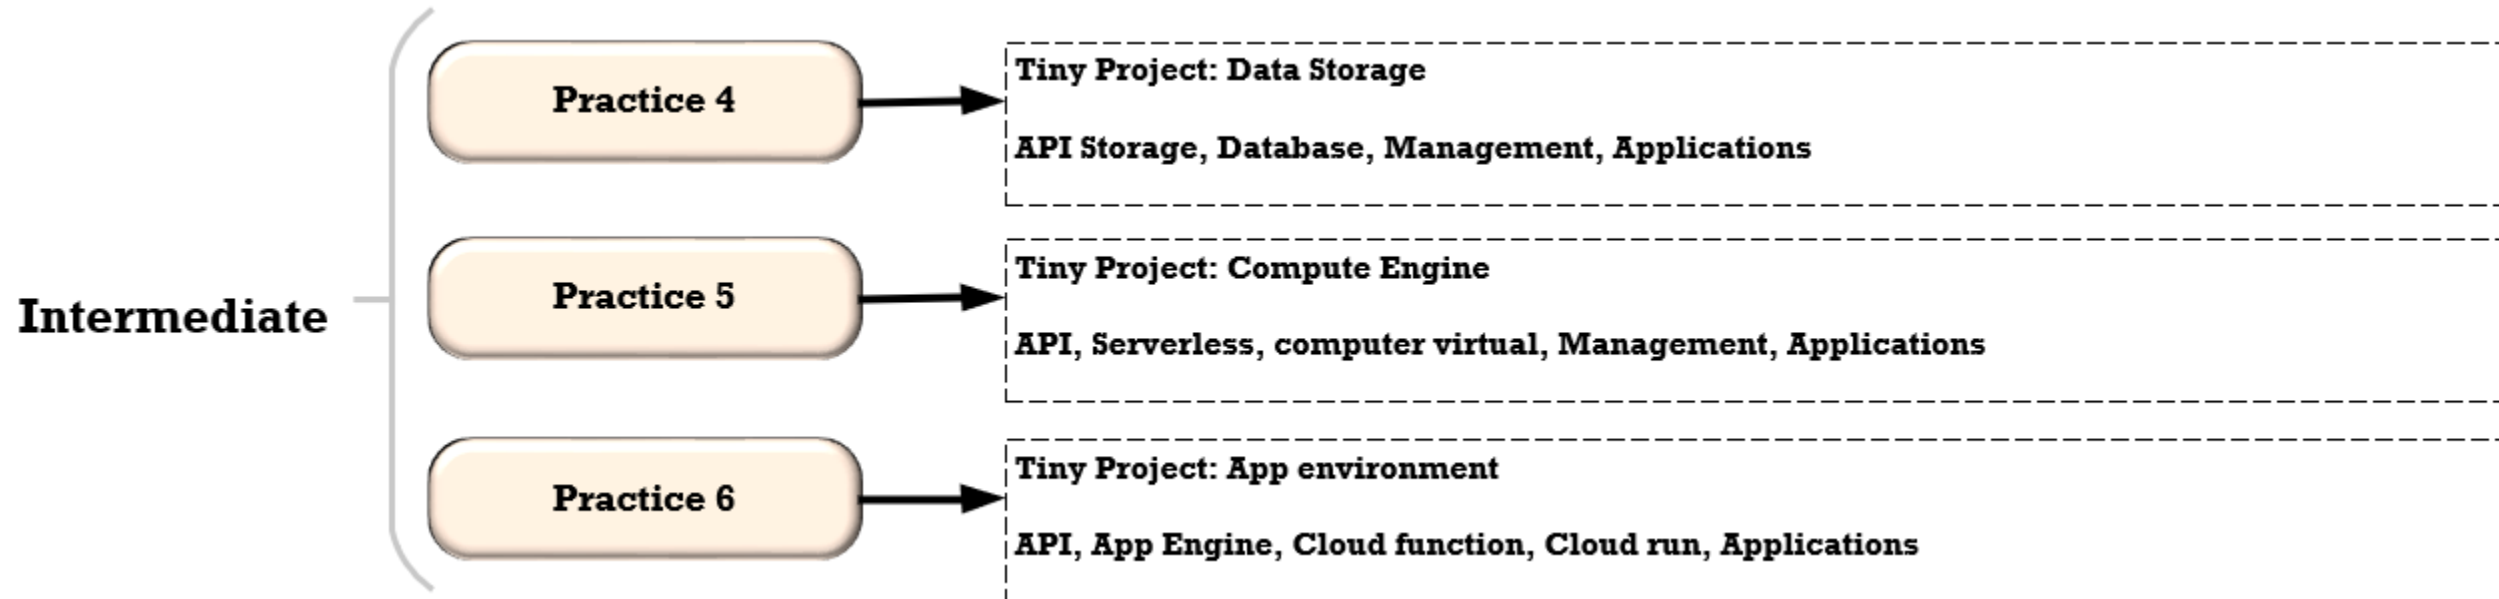 Intermediate
Practice 4
Tiny Project: Data Storage
API Storage, Database, Management, Applications
Practice 5
Tiny Project: Compute Engine
API, Serverless, computer virtual, Management, Applications
Practice 6
Tiny Project: App environment
API, App Engine, Cloud function, Cloud run, Applications